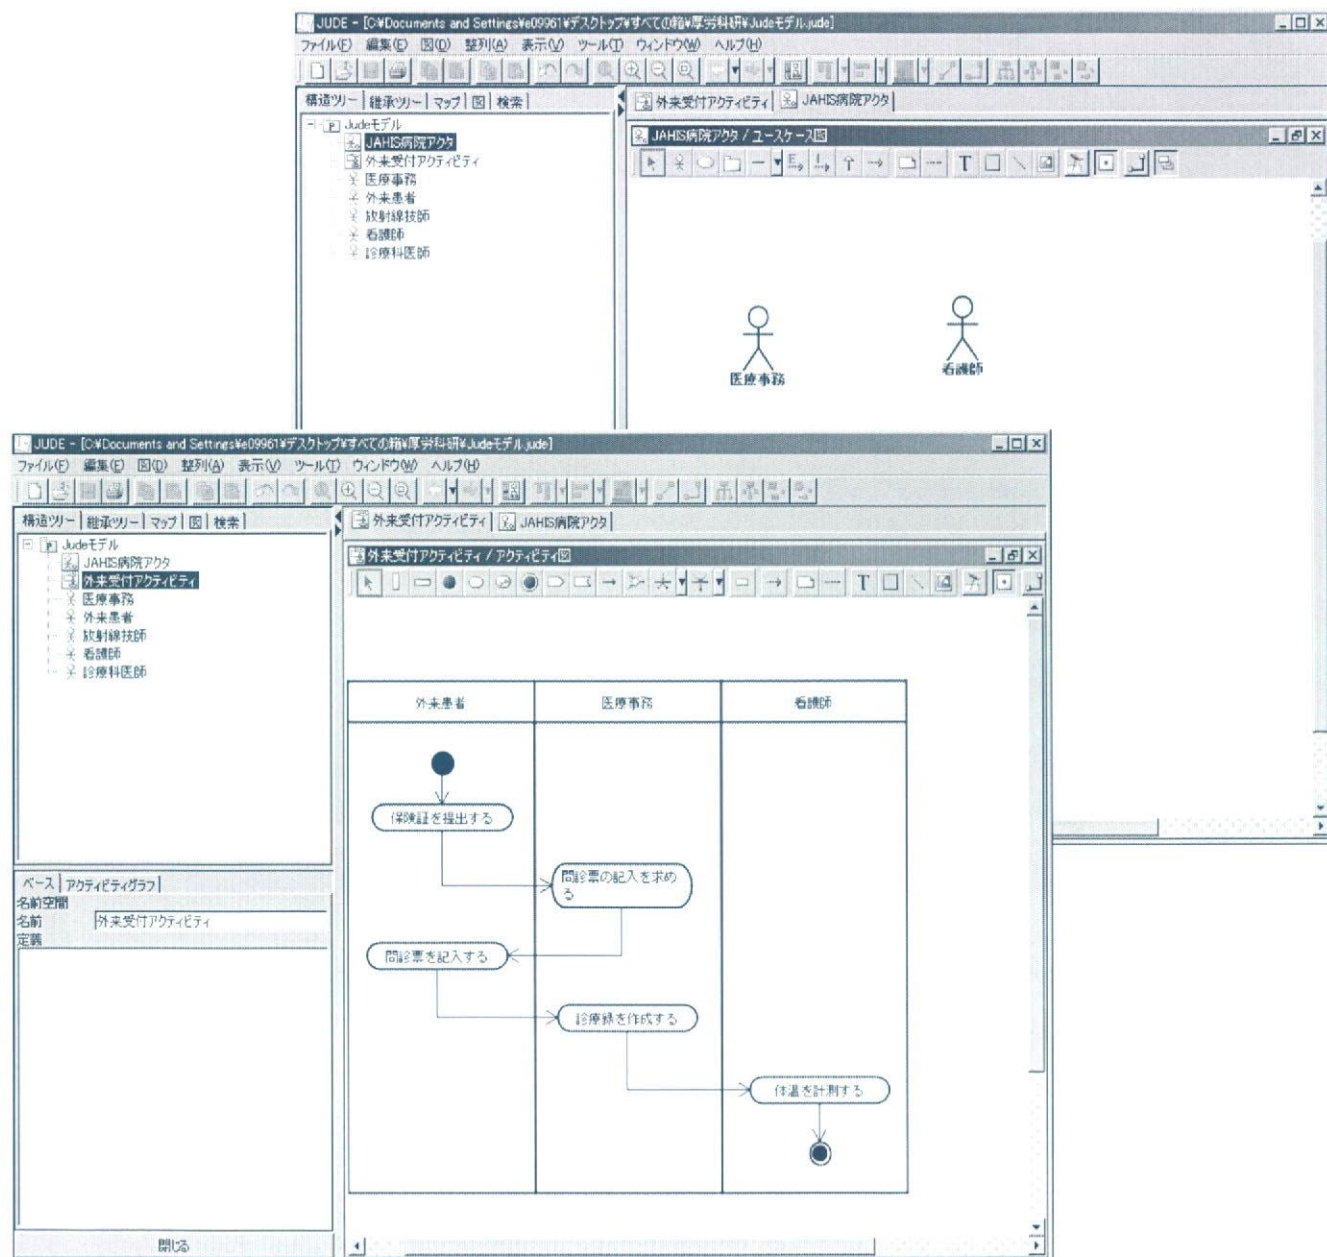 JUDE - [C:¥Documents and Settings¥e09961¥デスクトップ¥すべての箱¥厚労科研¥Judeモデル.jude]
ファイル(F) 編集(E) 図(D) 整列(A) 表示(V) ツール(T) ウィンドウ(W) ヘルプ(H)
構造ツリー 継承ツリー マップ 図 検索
外来受付アクティビティ JAHIS病院アクタ
Judeモデル
JAHIS病院アクタ
外来受付アクティビティ
医療事務
外来患者
放射線技師
看護師
診療科医師
JAHIS病院アクタ / ユースケース図
T
医療事務
看護師
JUDE - [C:¥Documents and Settings¥e09961¥デスクトップ¥すべての箱¥厚労科研¥Judeモデル.jude]
ファイル(F) 編集(E) 図(D) 整列(A) 表示(V) ツール(T) ウィンドウ(W) ヘルプ(H)
構造ツリー 継承ツリー マップ 図 検索
外来受付アクティビティ JAHIS病院アクタ
Judeモデル
JAHIS病院アクタ
外来受付アクティビティ
医療事務
外来患者
放射線技師
看護師
診療科医師
外来受付アクティビティ / アクティビティ図
T
外来患者 医療事務 看護師
保険証を提出する
問診票の記入を求め
る
問診票を記入する
診療録を作成する
体温を計測する
ベース アクティビティグラフ
名前空間
名前 外来受付アクティビティ
定義
閉じる